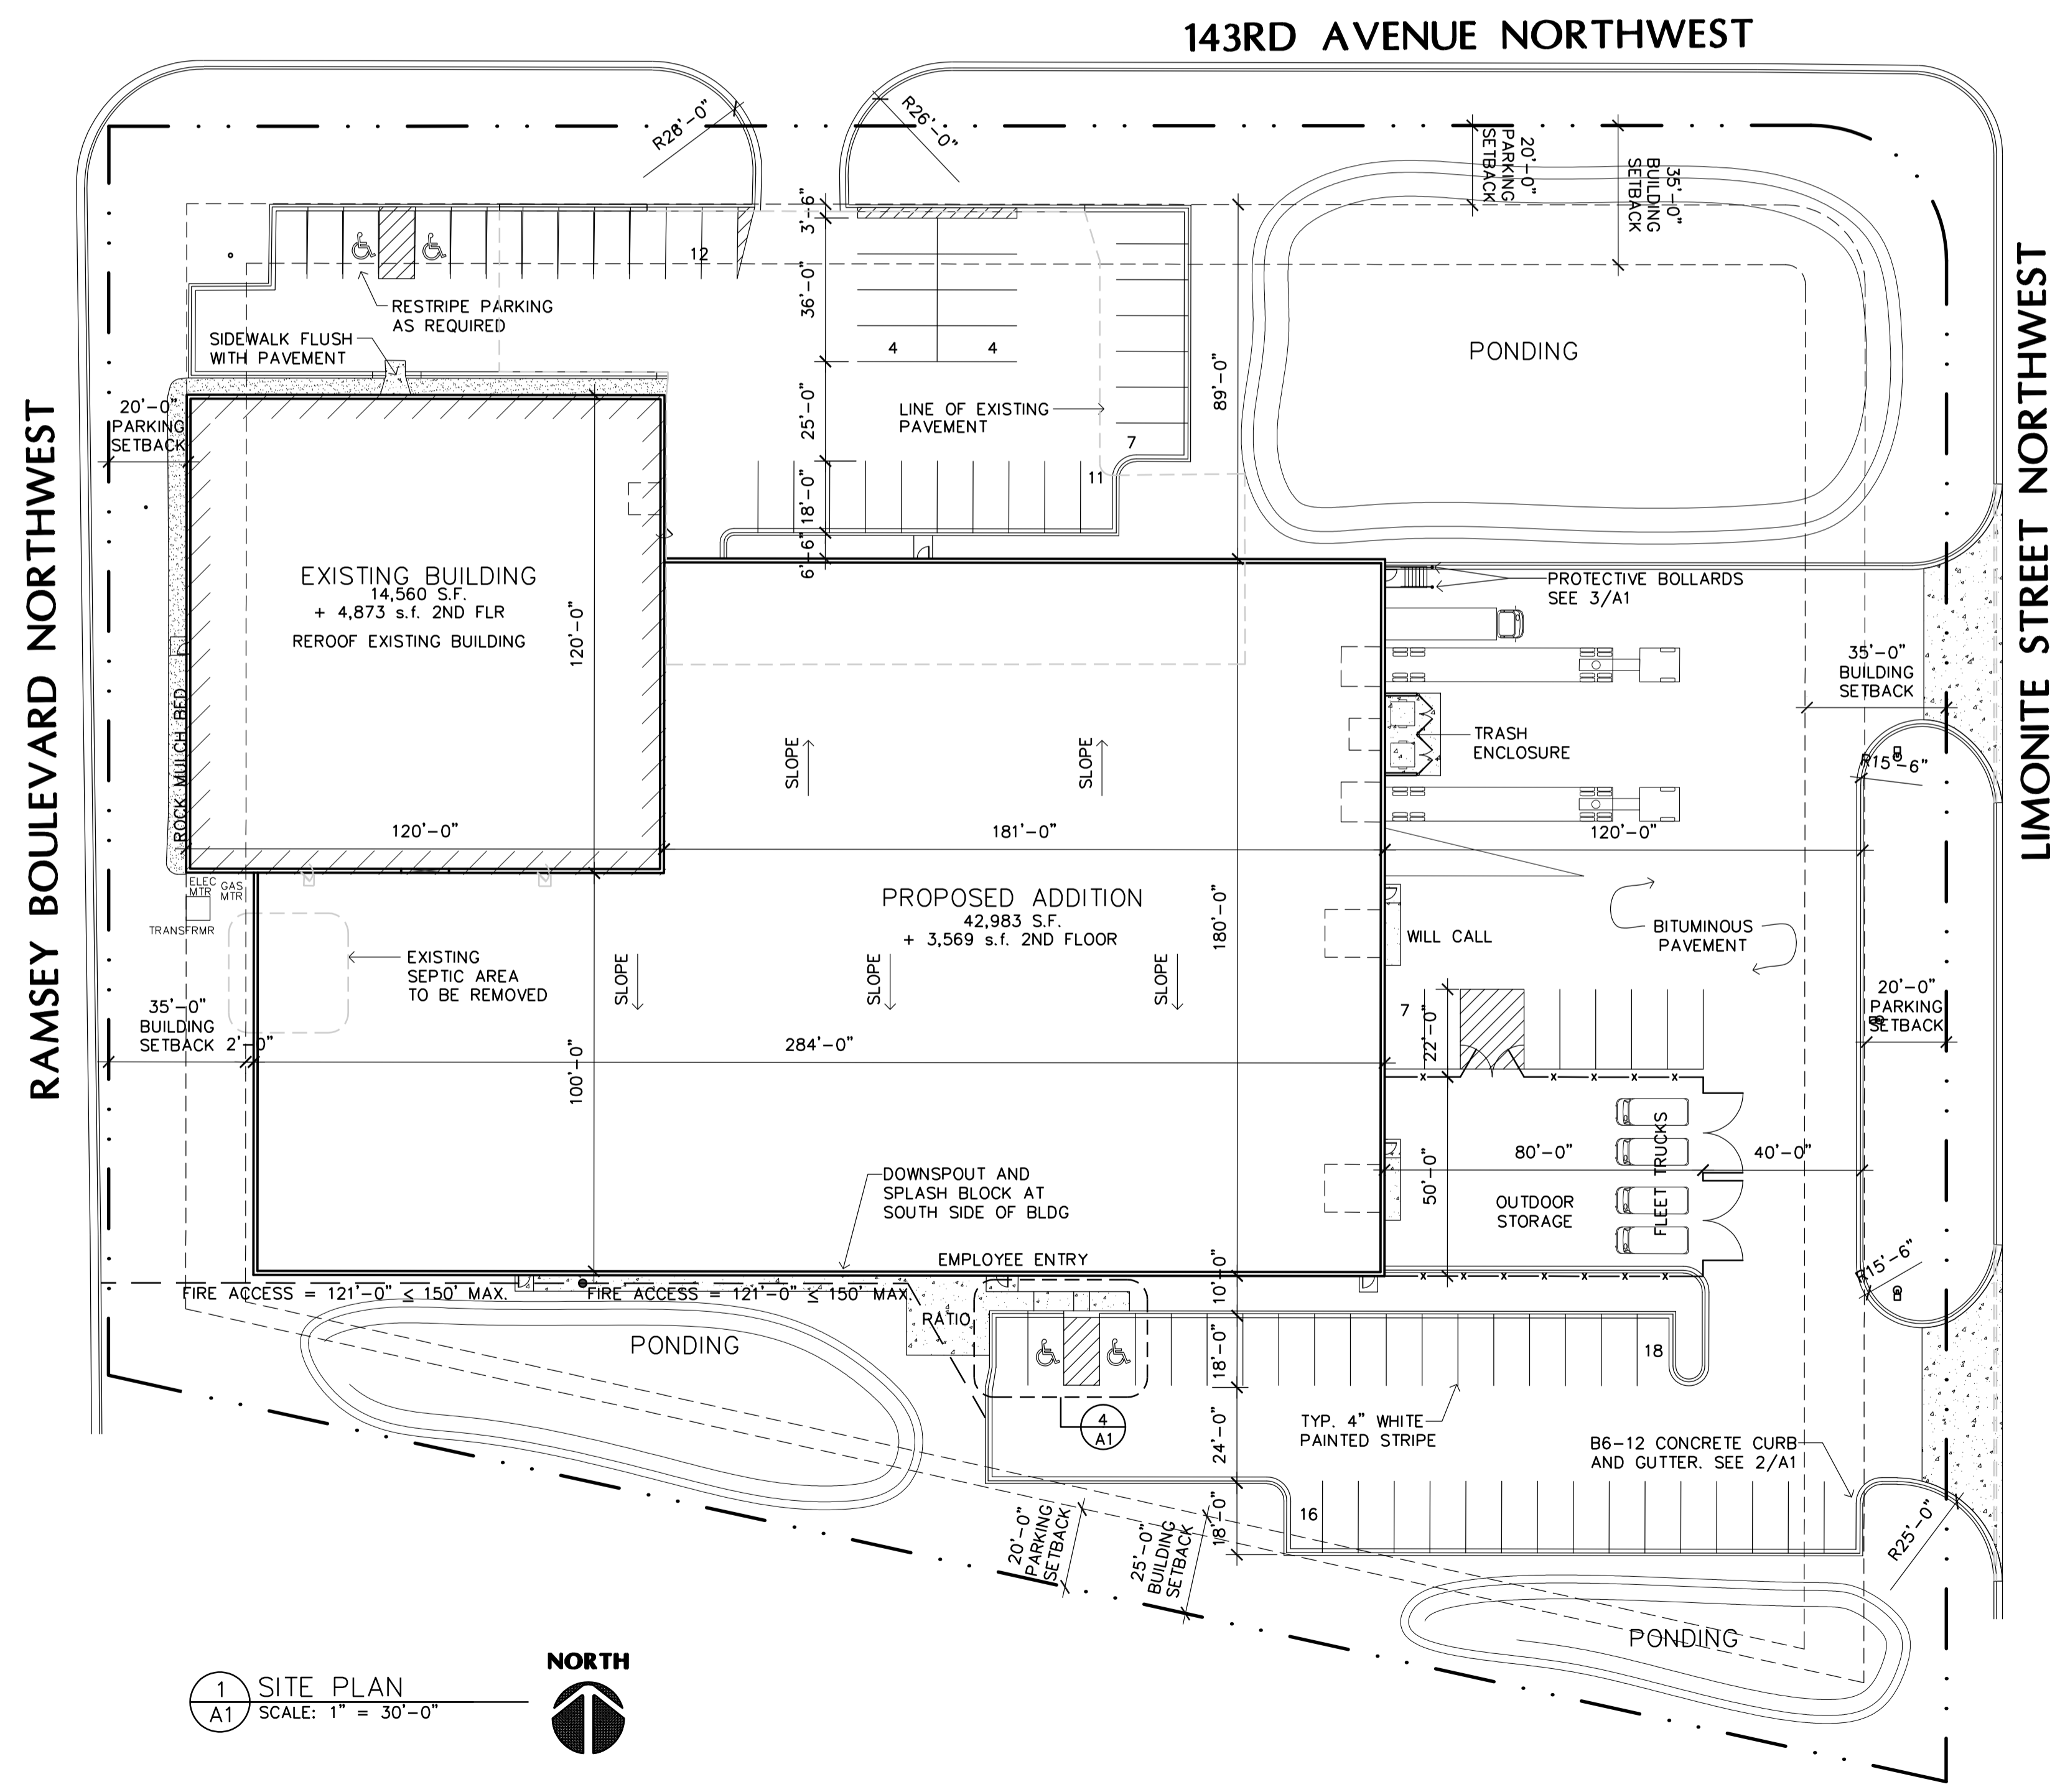 143RD AVENUE NORTHWEST
R28'-0"
R26'-0"
20'-0"
PARKING
SETBACK
35'-0"
BUILDING
SETBACK
3'-6"
12
RESTRIPE PARKING
AS REQUIRED
36'-0"
SIDEWALK FLUSH
WITH PAVEMENT
4
4
PONDING
89'-0"
20'-0"
PARKING
SETBACK
25'-0"
LINE OF EXISTING
PAVEMENT
7
11
18'-0"
6'-6"
RAMSEY BOULEVARD NORTHWEST
LIMONITE STREET NORTHWEST
EXISTING BUILDING
14,560 S.F.
+ 4,873 s.f. 2ND FLR
REROOF EXISTING BUILDING
120'-0"
PROTECTIVE BOLLARDS
SEE 3/A1
35'-0"
BUILDING
SETBACK
ROCK MULCH BED
SLOPE
SLOPE
TRASH
ENCLOSURE
R15'-6"
120'-0"
181'-0"
120'-0"
ELEC
MTR
GAS
MTR
TRANSFRMR
PROPOSED ADDITION
42,983 S.F.
+ 3,569 s.f. 2ND FLOOR
180'-0"
WILL CALL
BITUMINOUS
PAVEMENT
EXISTING
SEPTIC AREA
TO BE REMOVED
SLOPE
SLOPE
SLOPE
35'-0"
BUILDING
SETBACK
2'-0"
284'-0"
7
22'-0"
20'-0"
PARKING
SETBACK
100'-0"
80'-0"
40'-0"
50'-0"
FLEET TRUCKS
OUTDOOR
STORAGE
DOWNSPOUT AND
SPLASH BLOCK AT
SOUTH SIDE OF BLDG
EMPLOYEE ENTRY
10'-0"
R15'-6"
FIRE ACCESS = 121'-0" ≤ 150' MAX.
FIRE ACCESS = 121'-0" ≤ 150' MAX.
RATIO
PONDING
18'-0"
18
4
A1
TYP. 4" WHITE
PAINTED STRIPE
24'-0"
B6-12 CONCRETE CURB
AND GUTTER. SEE 2/A1
16
18'-0"
20'-0"
PARKING
SETBACK
25'-0"
BUILDING
SETBACK
R25'-0"
PONDING
1
A1
SITE PLAN
SCALE: 1" = 30'-0"
NORTH